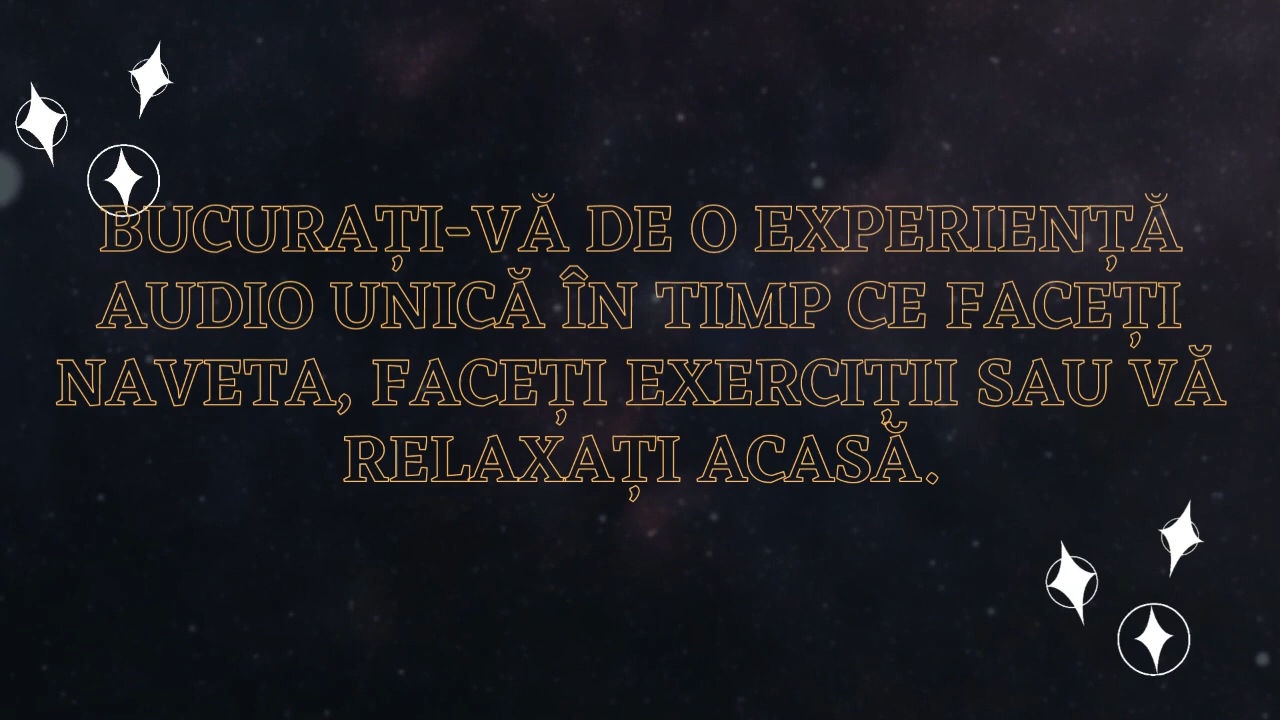 BUCURAȚI-VĂ DE O EXPERIENȚĂ
AUDIO UNICĂ ÎN TIMP CE FACEȚI
NAVETA, FACEȚI EXERCIȚII SAU VĂ
RELAXAȚI ACASĂ.